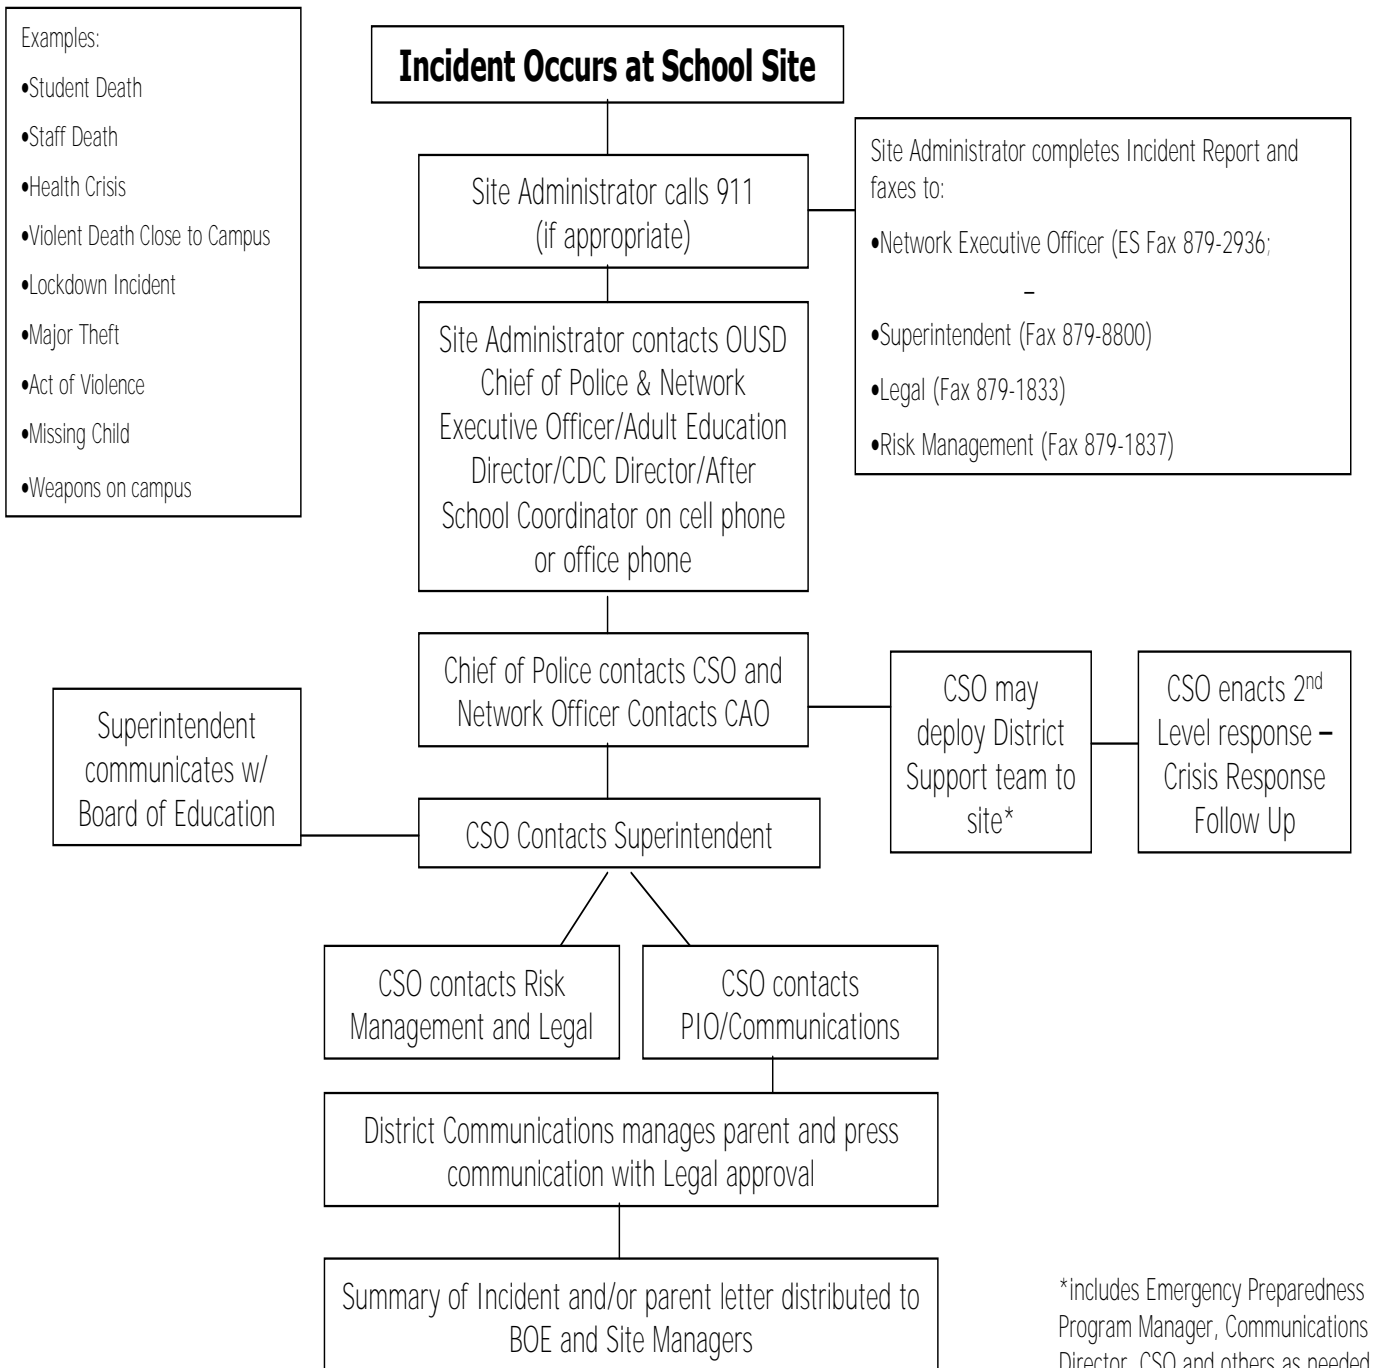 Examples:
•Student Death
•Staff Death
•Health Crisis
•Violent Death Close to Campus
•Lockdown Incident
•Major Theft
•Act of Violence
•Missing Child
•Weapons on campus
Incident Occurs at School Site
Site Administrator calls 911
(if appropriate)
Site Administrator completes Incident Report and
faxes to:
•Network Executive Officer (ES Fax 879-2936;
–
•Superintendent (Fax 879-8800)
•Legal (Fax 879-1833)
•Risk Management (Fax 879-1837)
Site Administrator contacts OUSD
Chief of Police & Network
Executive Officer/Adult Education
Director/CDC Director/After
School Coordinator on cell phone
or office phone
Chief of Police contacts CSO and
Network Officer Contacts CAO
CSO may
deploy District
Support team to
site*
CSO enacts 2nd
Level response –
Crisis Response
Follow Up
Superintendent
communicates w/
Board of Education
CSO Contacts Superintendent
CSO contacts Risk
Management and Legal
CSO contacts
PIO/Communications
District Communications manages parent and press
communication with Legal approval
Summary of Incident and/or parent letter distributed to
BOE and Site Managers
*includes Emergency Preparedness
Program Manager, Communications
Director, CSO and others as needed